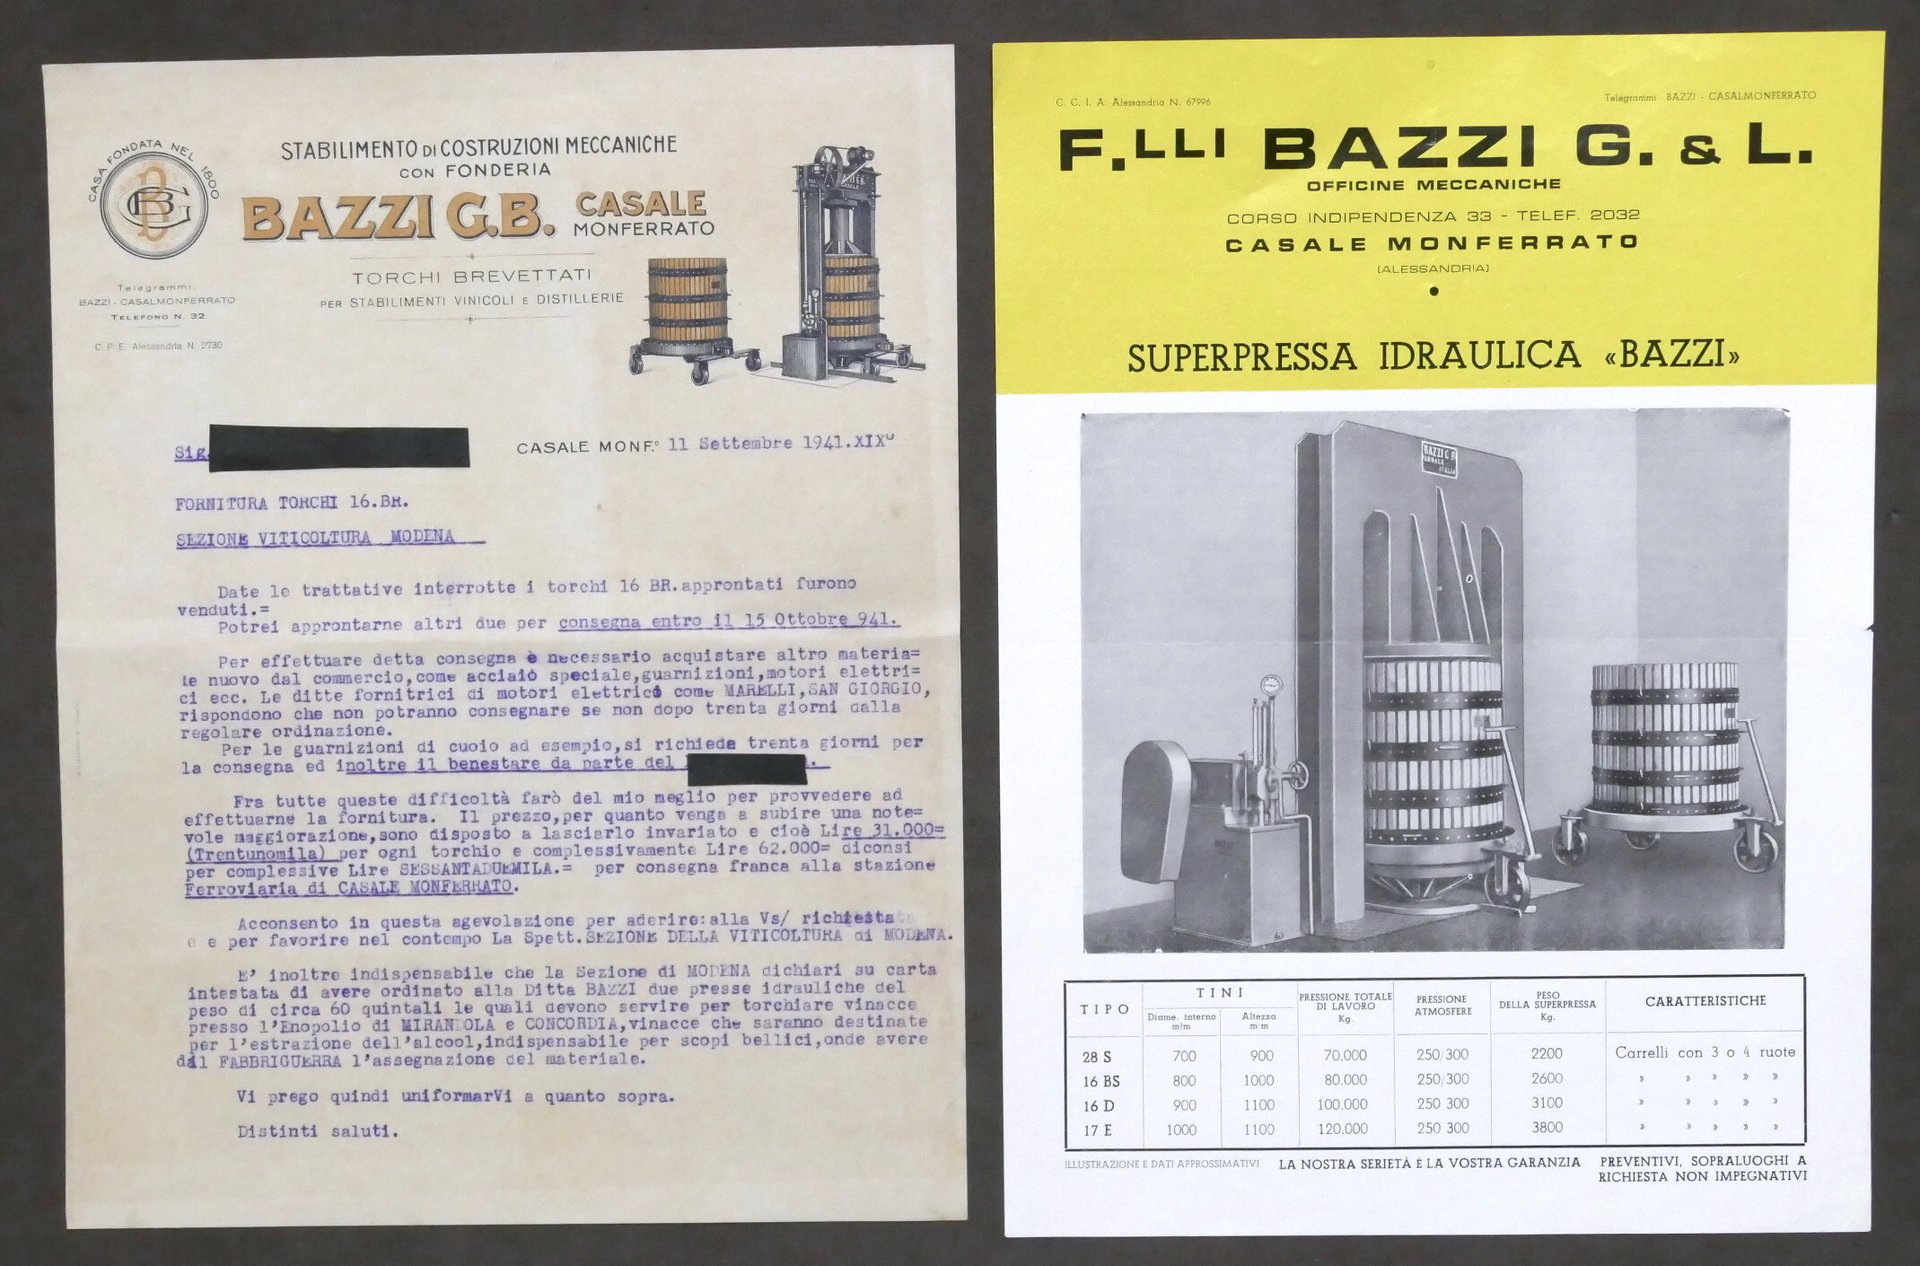 CASA FONDATA NEL 1800
STABILIMENTO DI COSTRUZIONI MECCANICHE
CON FONDERIA
BAZZI G.B. CASALE
MONFERRATO
TORCHI BREVETTATI
PER STABILIMENTI VINICOLI E DISTILLERIE
Telegrammi:
BAZZI - CASALMONFERRATO
TELEFONO N. 32
C. P. E. Alessandria N. 2730
Sig.
CASALE MONF.º 11 Settembre 1941.XIXº
FORNITURA TORCHI 16.BR.
SEZIONE VITICOLTURA MODENA
Date le trattative interrotte i torchi 16 BR.approntati furono
venduti.=
Potrei approntarne altri due per consegna entro il 15 Ottobre 941.
Per effettuare detta consegna è necessario acquistare altro materia=
le nuovo dal commercio,come acciaiò speciale,guarnizioni,motori elettri=
ci ecc. Le ditte fornitrici di motori elettrici come MARELLI,SAN GIORGIO,
rispondono che non potranno consegnare se non dopo trenta giorni dalla
regolare ordinazione.
Per le guarnizioni di cuoio ad esempio,si richiede trenta giorni per
la consegna ed inoltre il benestare da parte del
Fra tutte queste difficoltà farò del mio meglio per provvedere ad
effettuarne la fornitura. Il prezzo,per quanto venga a subire una note=
vole maggiorazione,sono disposto a lasciarlo invariato e cioè Lire 31.000=
(Trentunomila) per ogni torchio e complessivamente Lire 62.000= diconsi
per complessive Lire SESSANTADUEMILA.= per consegna franca alla stazione
Ferroviaria di CASALE MONFERRATO.
Acconsento in questa agevolazione per aderire:alla Vs/ richiesta
e e per favorire nel contempo La Spett.SEZIONE DELLA VITICOLTURA di MODENA.
E' inoltre indispensabile che la Sezione di MODENA dichiari su carta
intestata di avere ordinato alla Ditta BAZZI due presse idrauliche del
peso di circa 60 quintali le quali devono servire per torchiare vinacce
presso l'Enopolio di MIRANDOLA e CONCORDIA,vinacce che saranno destinate
per l'estrazione dell'alcool,indispensabile per scopi bellici,onde avere
dal FABBRIGUERRA l'assegnazione del materiale.
Vi prego quindi uniformarVi a quanto sopra.
Distinti saluti.
C. C. I. A. Alessandria N. 67996
Telegrammi BAZZI - CASALMONFERRATO
F.LLI BAZZI G. & L.
OFFICINE MECCANICHE
CORSO INDIPENDENZA 33 - TELEF. 2032
CASALE MONFERRATO
(ALESSANDRIA)
SUPERPRESSA IDRAULICA «BAZZI»
BAZZI G.B.
CASALE
ITALIA
TIPO TINI PRESSIONE TOTALE DI LAVORO Kg. PRESSIONE ATMOSFERE PESO DELLA SUPERPRESSA Kg. CARATTERISTICHE
Diame. interno m/m Altezza m m
28 S 700 900 70.000 250/300 2200 Carrelli con 3 o 4 ruote
16 BS 800 1000 80.000 250/300 2600 » » » » »
16 D 900 1100 100.000 250 300 3100 » » » » »
17 E 1000 1100 120.000 250 300 3800 » » » » »
ILLUSTRAZIONE E DATI APPROSSIMATIVI LA NOSTRA SERIETÀ È LA VOSTRA GARANZIA PREVENTIVI, SOPRALUOGHI A
RICHIESTA NON IMPEGNATIVI